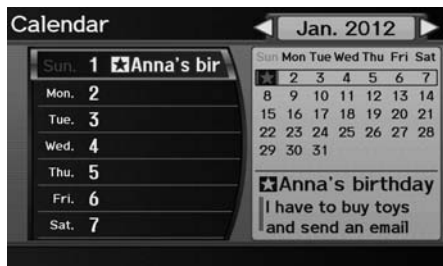 Calendar
Jan. 2012
Sun. 1 Anna's bir
Mon. 2
Tue. 3
Wed. 4
Thu. 5
Fri. 6
Sat. 7
Sun Mon Tue Wed Thu Fri Sat
2 3 4 5 6 7
8 9 10 11 12 13 14
15 16 17 18 19 20 21
22 23 24 25 26 27 28
29 30 31
Anna's birthday
I have to buy toys
and send an email